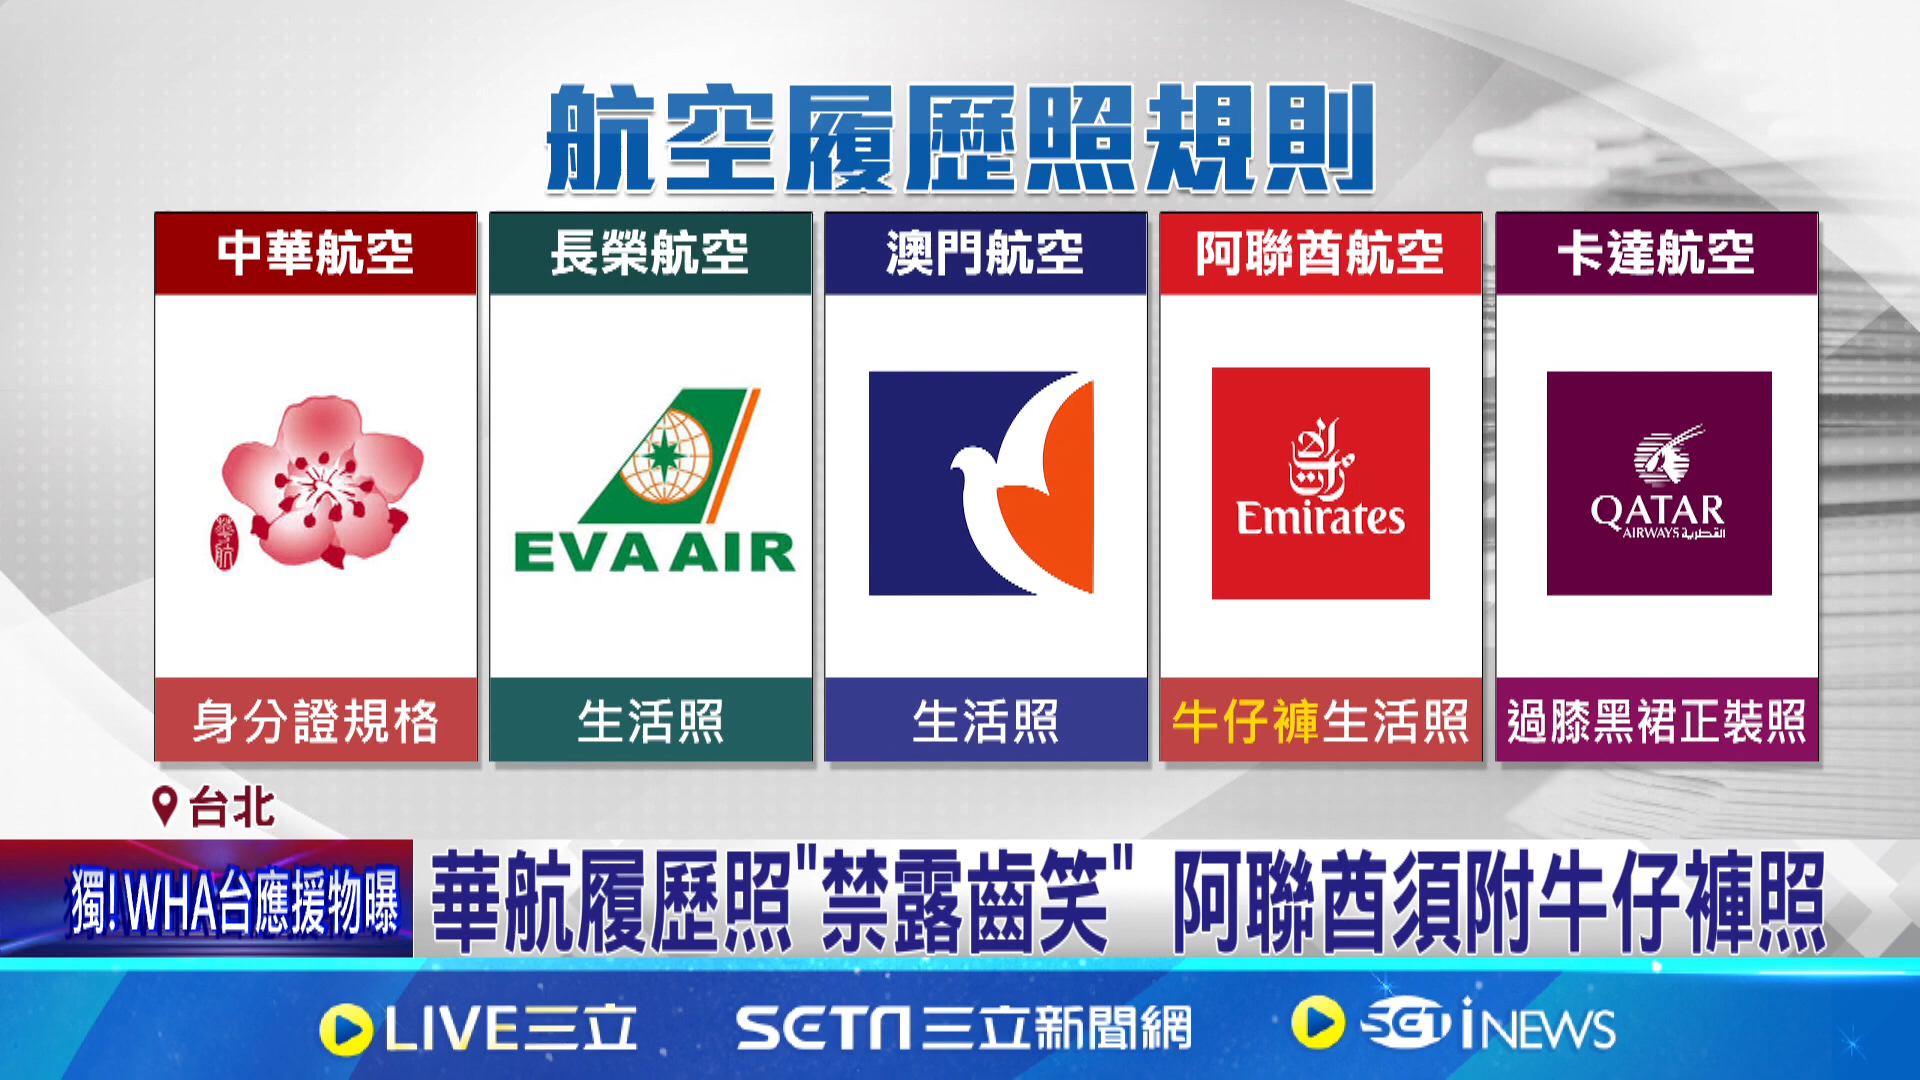 航空履歷照規則
中華航空
長榮航空
澳門航空
阿聯酋航空
卡達航空
華航
EVA AIR
Emirates
QATAR
AIRWAYS القطرية
身分證規格
生活照
生活照
牛仔褲生活照
過膝黑裙正裝照
台北
獨!WHA台應援物曝
華航履歷照"禁露齒笑" 阿聯酋須附牛仔褲照
LIVE三立
SETN三立新聞網
SETiNEWS